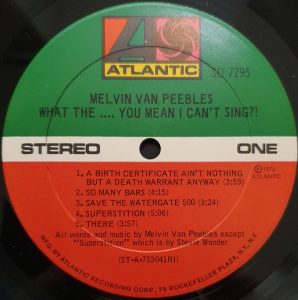 ATLANTIC SD 7295
MELVIN VAN PEEBLES
WHAT THE .... YOU MEAN I CAN'T SING?!
STEREO ONE
1. A BIRTH CERTIFICATE AIN'T NOTHING
BUT A DEATH WARRANT ANYWAY (3:59)
2. SO MANY BARS (4:15)
3. SAVE THE WATERGATE 500 (3:24)
4. SUPERSTITION (5:06)
5. THERE (3:57)
℗1974
ATLANTIC
All words and music by Melvin Van Peebles except
"Superstition" which is by Stevie Wonder
(ST-A-733041RI)
MFG. BY ATLANTIC RECORDING CORP. 75 ROCKEFELLER PLAZA, N.Y., N.Y.